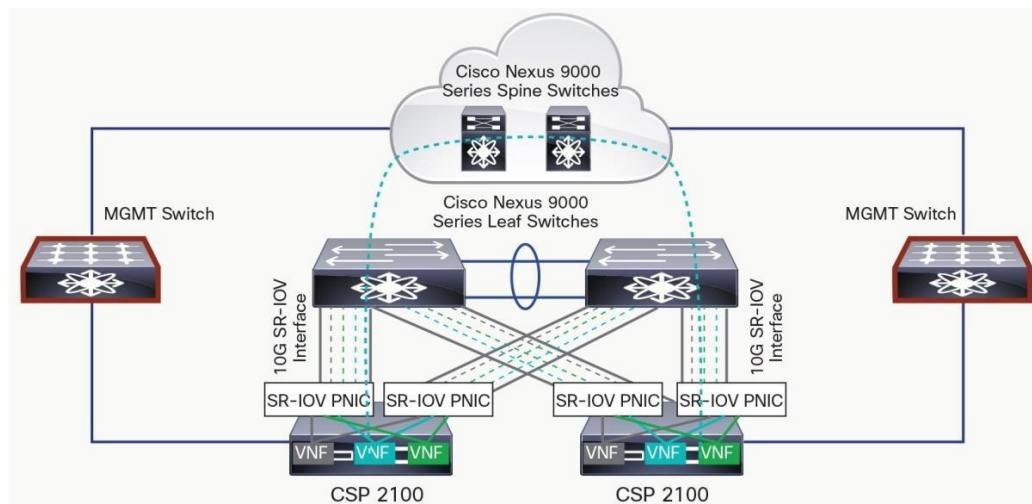 Cisco Nexus 9000
Series Spine Switches
Cisco Nexus 9000
Series Leaf Switches
MGMT Switch
MGMT Switch
10G SR-IOV
Interface
10G SR-IOV
Interface
SR-IOV PNIC
SR-IOV PNIC
SR-IOV PNIC
SR-IOV PNIC
VNF
VNF
VNF
VNF
VNF
VNF
CSP 2100
CSP 2100